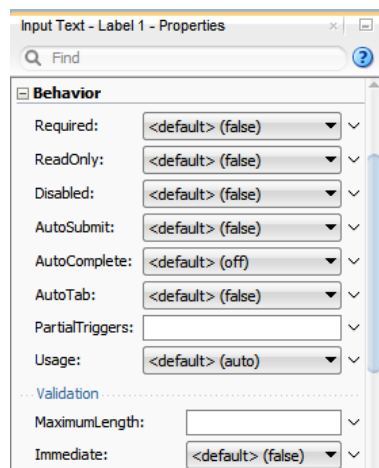 Input Text - Label 1 - Properties
Find
Behavior
Required: <default> (false)
ReadOnly: <default> (false)
Disabled: <default> (false)
AutoSubmit: <default> (false)
AutoComplete: <default> (off)
AutoTab: <default> (false)
PartialTriggers:
Usage: <default> (auto)
Validation
MaximumLength:
Immediate: <default> (false)